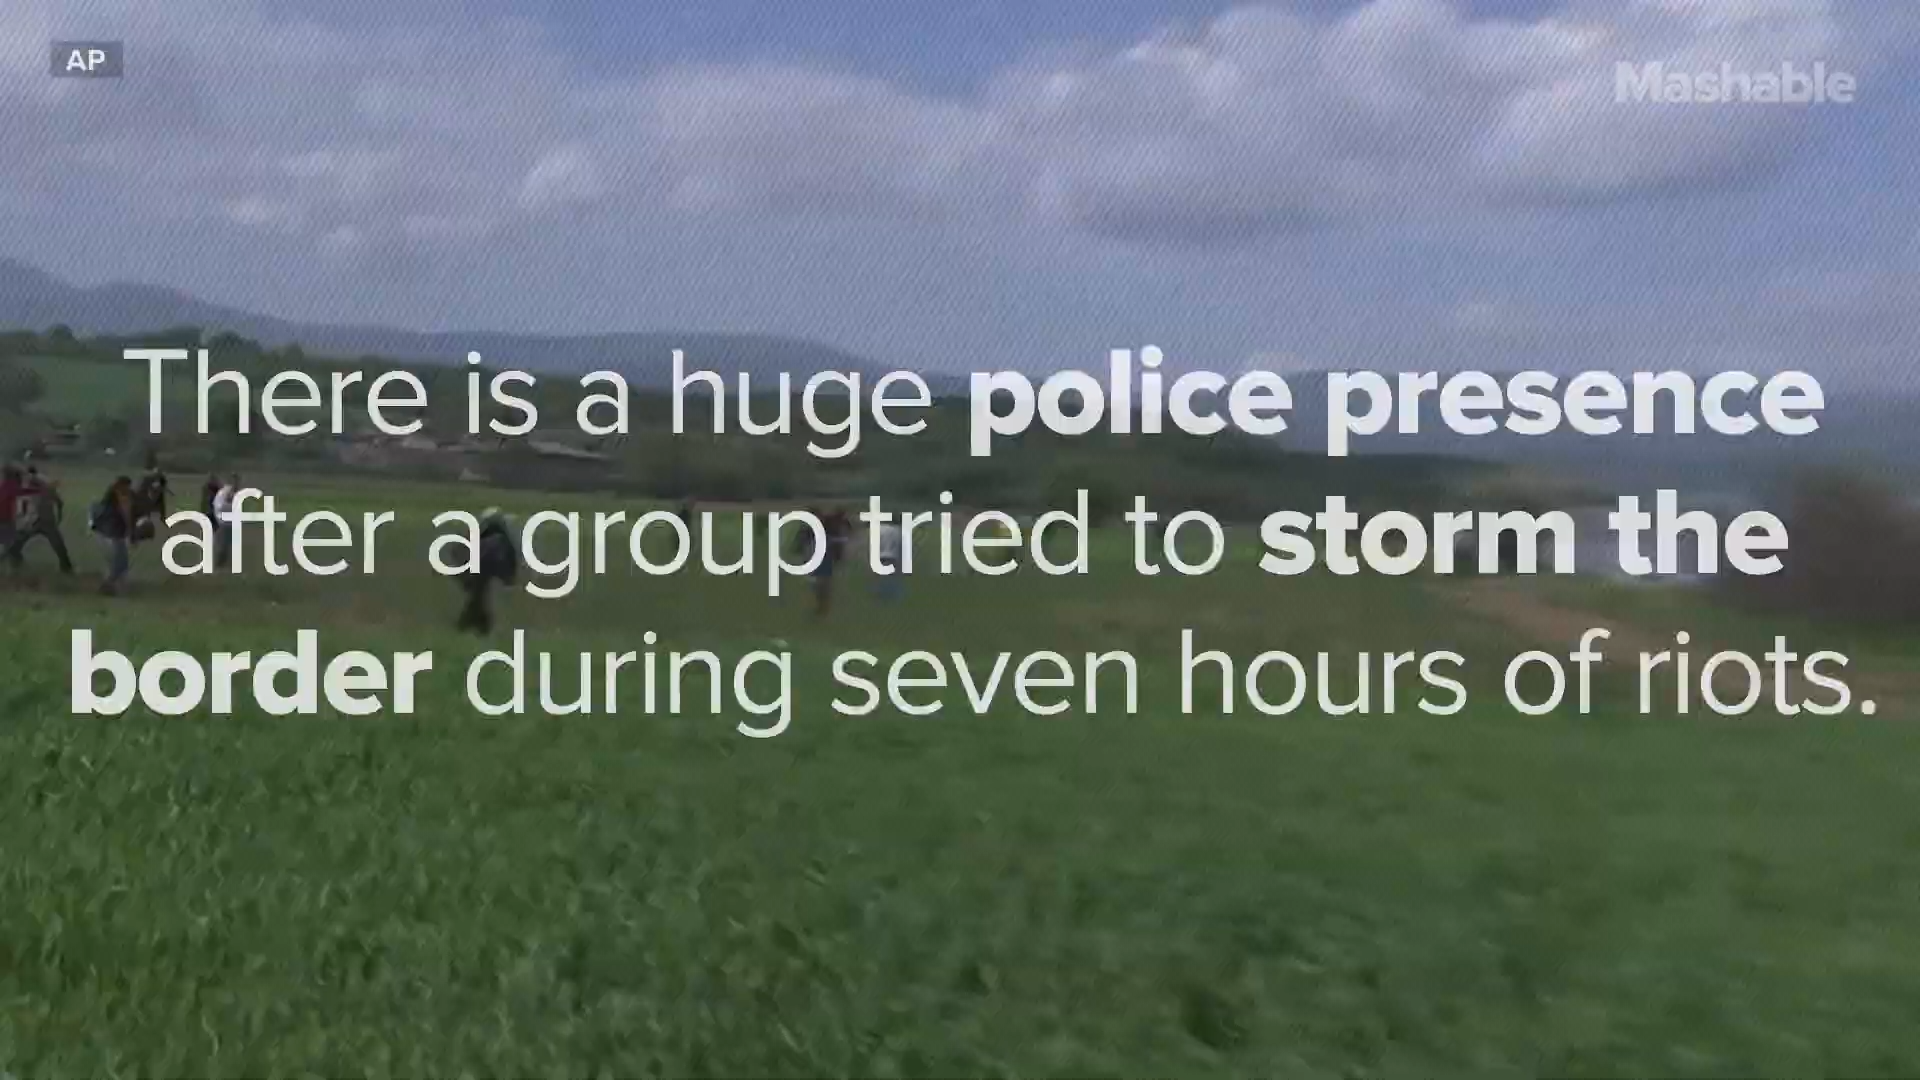 AP
Mashable
There is a huge police presence
after a group tried to storm the
border during seven hours of riots.